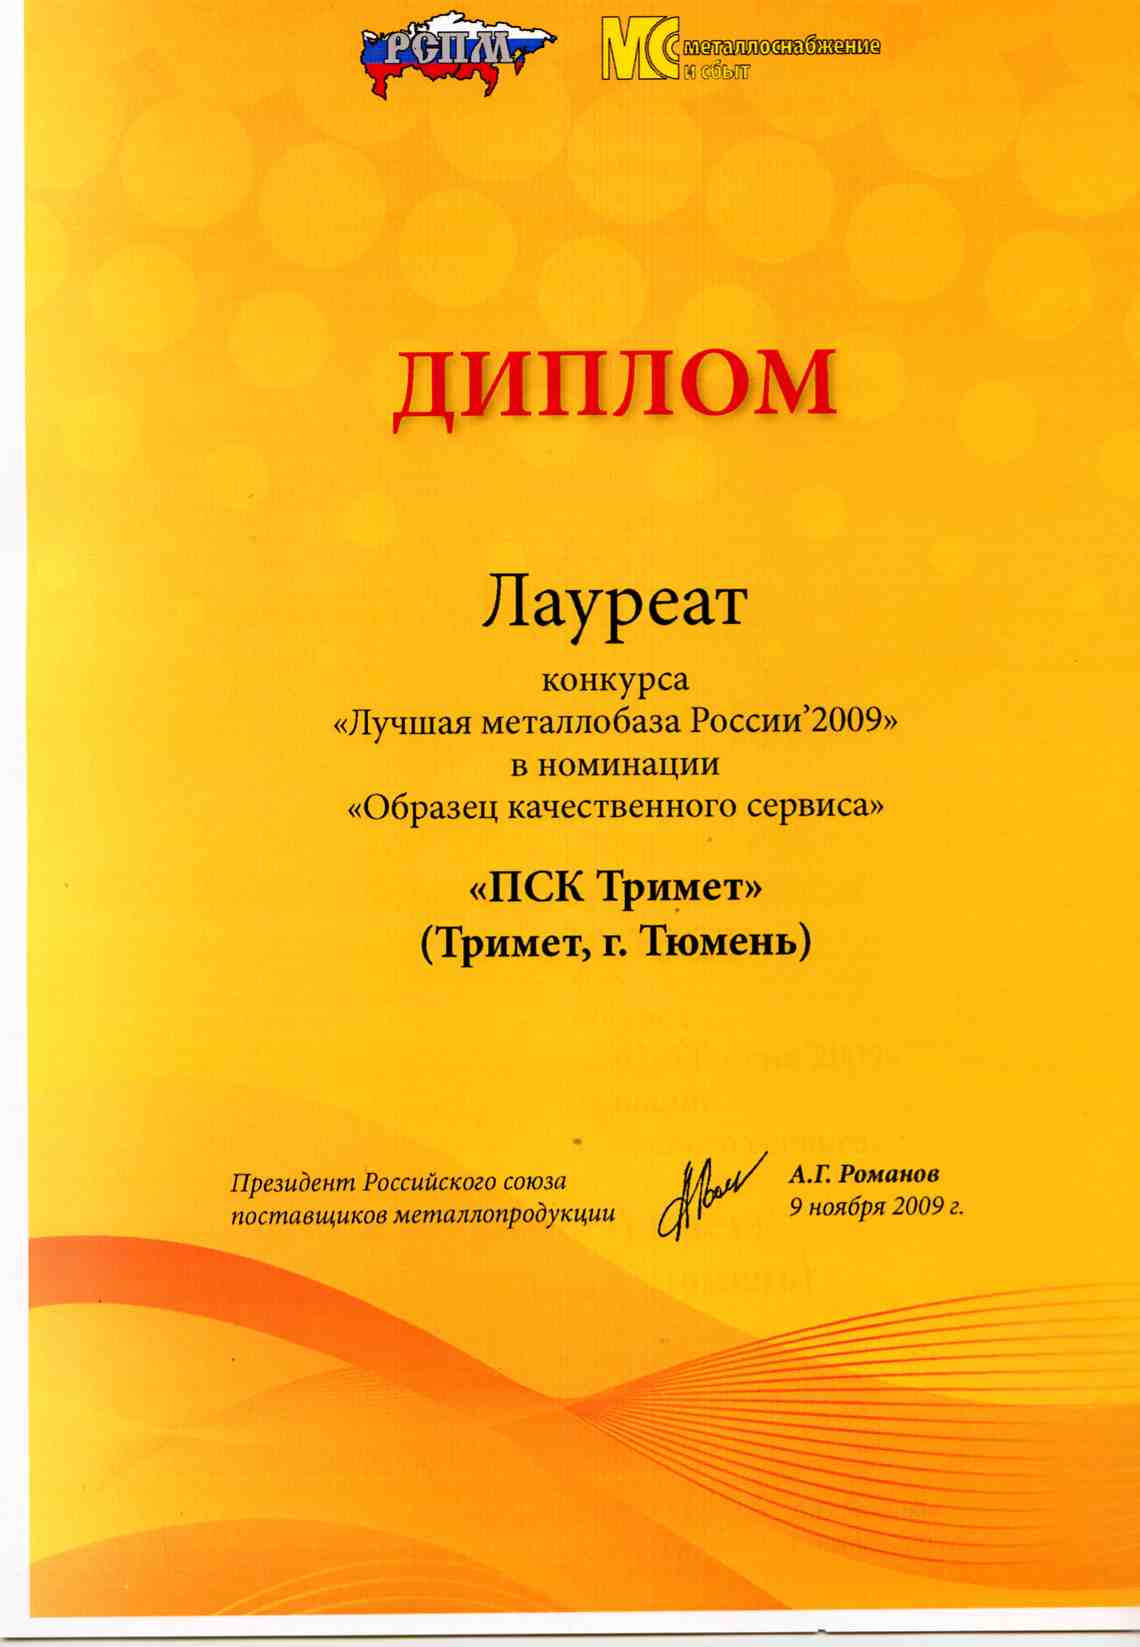 РСПМ
МС металлоснабжение
и сбыт
ДИПЛОМ
Лауреат
конкурса
«Лучшая металлобаза России’2009»
в номинации
«Образец качественного сервиса»
«ПСК Тримет»
(Тримет, г. Тюмень)
Президент Российского союза
поставщиков металлопродукции
А.Г. Романов
9 ноября 2009 г.